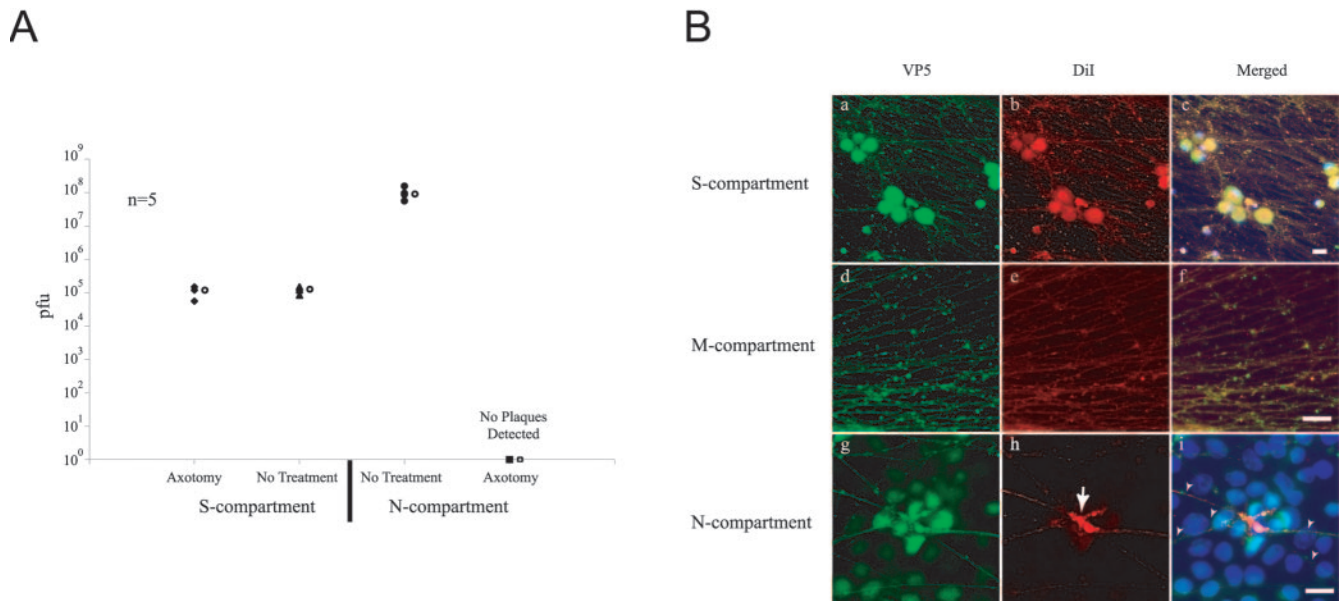 A
n=5
pfu
10^9
10^8
10^7
10^6
10^5
10^4
10^3
10^2
10^1
10^0
No Plaques
Detected
Axotomy
No Treatment
No Treatment
Axotomy
S-compartment
N-compartment
B
VP5
DiI
Merged
S-compartment
a
b
c
M-compartment
d
e
f
N-compartment
g
h
i